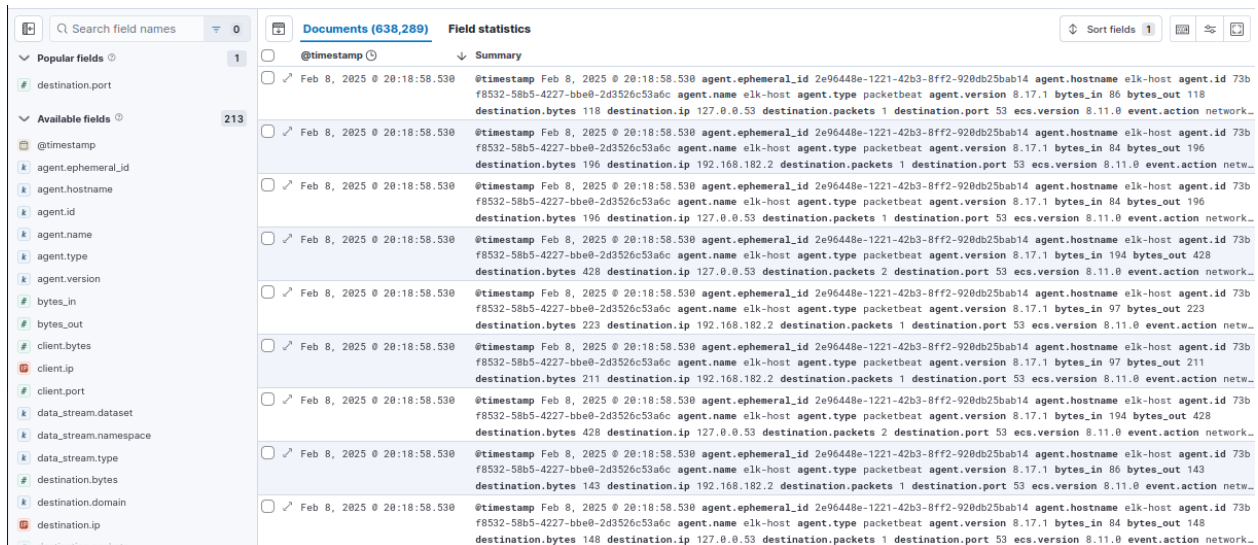 Search field names 0
Documents (638,289) Field statistics
Sort fields 1
Popular fields 1
destination.port
Available fields 213
@timestamp
agent.ephemeral_id
agent.hostname
agent.id
agent.name
agent.type
agent.version
bytes_in
bytes_out
client.bytes
client.ip
client.port
data_stream.dataset
data_stream.namespace
data_stream.type
destination.bytes
destination.domain
destination.ip
@timestamp Summary
Feb 8, 2025 @ 20:18:58.530
@timestamp Feb 8, 2025 @ 20:18:58.530 agent.ephemeral_id 2e96448e-1221-42b3-8ff2-920db25bab14 agent.hostname elk-host agent.id 73b
f8532-58b5-4227-bbe0-2d3526c53a6c agent.name elk-host agent.type packetbeat agent.version 8.17.1 bytes_in 86 bytes_out 118
destination.bytes 118 destination.ip 127.0.0.53 destination.packets 1 destination.port 53 ecs.version 8.11.0 event.action network…
Feb 8, 2025 @ 20:18:58.530
@timestamp Feb 8, 2025 @ 20:18:58.530 agent.ephemeral_id 2e96448e-1221-42b3-8ff2-920db25bab14 agent.hostname elk-host agent.id 73b
f8532-58b5-4227-bbe0-2d3526c53a6c agent.name elk-host agent.type packetbeat agent.version 8.17.1 bytes_in 84 bytes_out 196
destination.bytes 196 destination.ip 192.168.182.2 destination.packets 1 destination.port 53 ecs.version 8.11.0 event.action netw…
Feb 8, 2025 @ 20:18:58.530
@timestamp Feb 8, 2025 @ 20:18:58.530 agent.ephemeral_id 2e96448e-1221-42b3-8ff2-920db25bab14 agent.hostname elk-host agent.id 73b
f8532-58b5-4227-bbe0-2d3526c53a6c agent.name elk-host agent.type packetbeat agent.version 8.17.1 bytes_in 84 bytes_out 196
destination.bytes 196 destination.ip 127.0.0.53 destination.packets 1 destination.port 53 ecs.version 8.11.0 event.action network…
Feb 8, 2025 @ 20:18:58.530
@timestamp Feb 8, 2025 @ 20:18:58.530 agent.ephemeral_id 2e96448e-1221-42b3-8ff2-920db25bab14 agent.hostname elk-host agent.id 73b
f8532-58b5-4227-bbe0-2d3526c53a6c agent.name elk-host agent.type packetbeat agent.version 8.17.1 bytes_in 194 bytes_out 428
destination.bytes 428 destination.ip 127.0.0.53 destination.packets 2 destination.port 53 ecs.version 8.11.0 event.action network…
Feb 8, 2025 @ 20:18:58.530
@timestamp Feb 8, 2025 @ 20:18:58.530 agent.ephemeral_id 2e96448e-1221-42b3-8ff2-920db25bab14 agent.hostname elk-host agent.id 73b
f8532-58b5-4227-bbe0-2d3526c53a6c agent.name elk-host agent.type packetbeat agent.version 8.17.1 bytes_in 97 bytes_out 223
destination.bytes 223 destination.ip 192.168.182.2 destination.packets 1 destination.port 53 ecs.version 8.11.0 event.action netw…
Feb 8, 2025 @ 20:18:58.530
@timestamp Feb 8, 2025 @ 20:18:58.530 agent.ephemeral_id 2e96448e-1221-42b3-8ff2-920db25bab14 agent.hostname elk-host agent.id 73b
f8532-58b5-4227-bbe0-2d3526c53a6c agent.name elk-host agent.type packetbeat agent.version 8.17.1 bytes_in 97 bytes_out 211
destination.bytes 211 destination.ip 192.168.182.2 destination.packets 1 destination.port 53 ecs.version 8.11.0 event.action netw…
Feb 8, 2025 @ 20:18:58.530
@timestamp Feb 8, 2025 @ 20:18:58.530 agent.ephemeral_id 2e96448e-1221-42b3-8ff2-920db25bab14 agent.hostname elk-host agent.id 73b
f8532-58b5-4227-bbe0-2d3526c53a6c agent.name elk-host agent.type packetbeat agent.version 8.17.1 bytes_in 194 bytes_out 428
destination.bytes 428 destination.ip 127.0.0.53 destination.packets 2 destination.port 53 ecs.version 8.11.0 event.action network…
Feb 8, 2025 @ 20:18:58.530
@timestamp Feb 8, 2025 @ 20:18:58.530 agent.ephemeral_id 2e96448e-1221-42b3-8ff2-920db25bab14 agent.hostname elk-host agent.id 73b
f8532-58b5-4227-bbe0-2d3526c53a6c agent.name elk-host agent.type packetbeat agent.version 8.17.1 bytes_in 86 bytes_out 143
destination.bytes 143 destination.ip 192.168.182.2 destination.packets 1 destination.port 53 ecs.version 8.11.0 event.action netw…
Feb 8, 2025 @ 20:18:58.530
@timestamp Feb 8, 2025 @ 20:18:58.530 agent.ephemeral_id 2e96448e-1221-42b3-8ff2-920db25bab14 agent.hostname elk-host agent.id 73b
f8532-58b5-4227-bbe0-2d3526c53a6c agent.name elk-host agent.type packetbeat agent.version 8.17.1 bytes_in 84 bytes_out 148
destination.bytes 148 destination.ip 127.0.0.53 destination.packets 1 destination.port 53 ecs.version 8.11.0 event.action network…